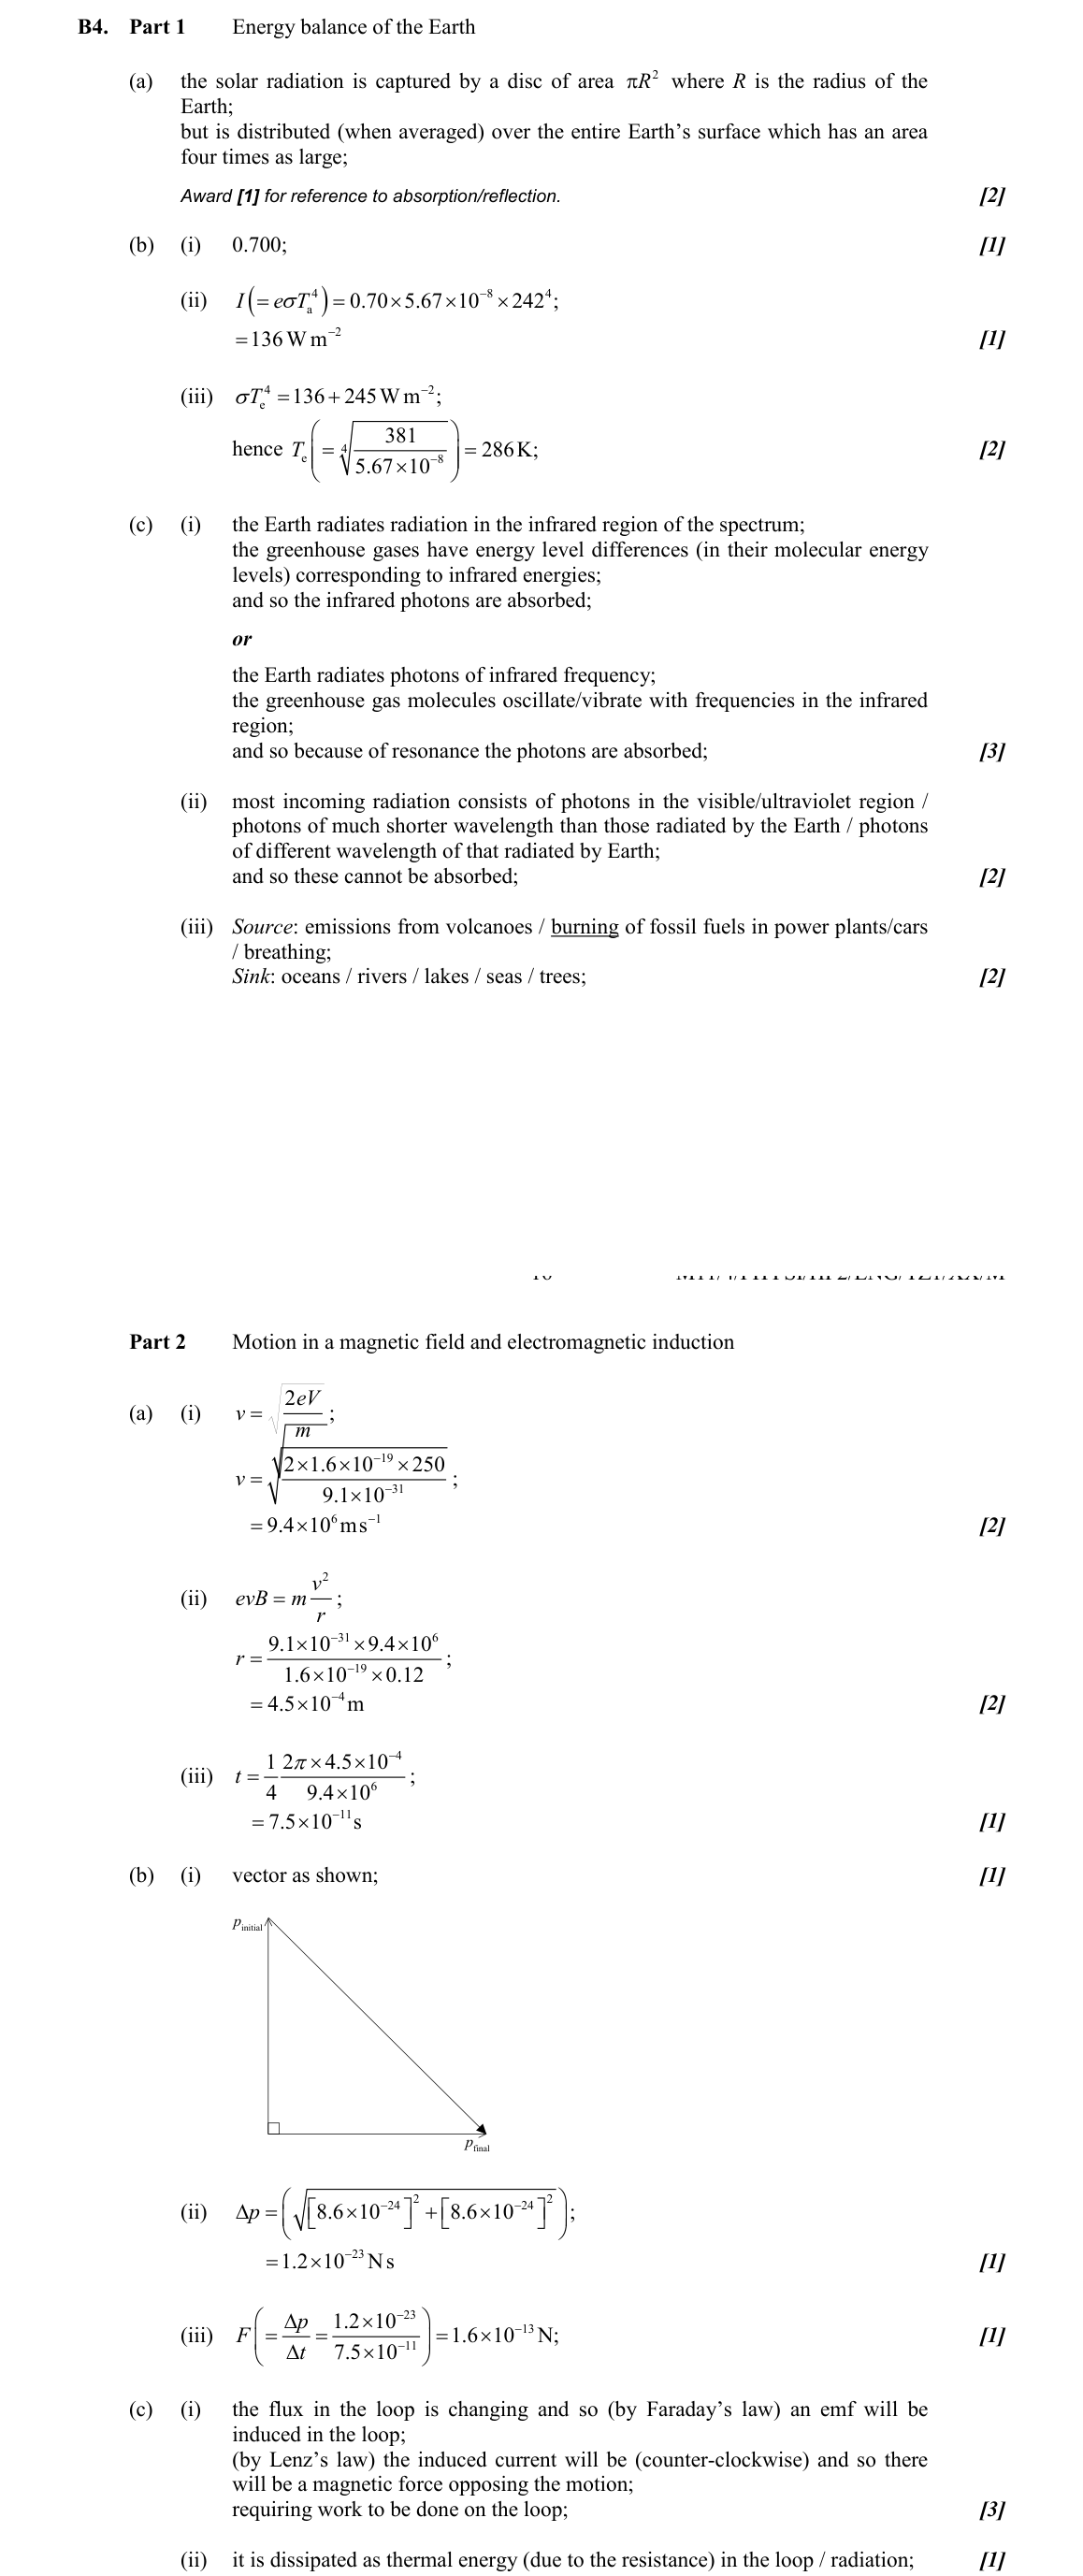 B4. Part 1 Energy balance of the Earth
(a) the solar radiation is captured by a disc of area πR² where R is the radius of the
Earth;
but is distributed (when averaged) over the entire Earth's surface which has an area
four times as large;
Award [1] for reference to absorption/reflection. [2]
(b) (i) 0.700; [1]
(ii) I(= eσTₐ⁴) = 0.70×5.67×10⁻⁸×242⁴;
= 136 W m⁻² [1]
(iii) σTₑ⁴ = 136 + 245 W m⁻²;
hence Tₑ(= ⁴√(381/(5.67×10⁻⁸))) = 286 K; [2]
(c) (i) the Earth radiates radiation in the infrared region of the spectrum;
the greenhouse gases have energy level differences (in their molecular energy
levels) corresponding to infrared energies;
and so the infrared photons are absorbed;
or
the Earth radiates photons of infrared frequency;
the greenhouse gas molecules oscillate/vibrate with frequencies in the infrared
region;
and so because of resonance the photons are absorbed; [3]
(ii) most incoming radiation consists of photons in the visible/ultraviolet region /
photons of much shorter wavelength than those radiated by the Earth / photons
of different wavelength of that radiated by Earth;
and so these cannot be absorbed; [2]
(iii) Source: emissions from volcanoes / burning of fossil fuels in power plants/cars
/ breathing;
Sink: oceans / rivers / lakes / seas / trees; [2]
Part 2 Motion in a magnetic field and electromagnetic induction
(a) (i) v = √(2eV/m);
v = √((2×1.6×10⁻¹⁹×250)/(9.1×10⁻³¹));
= 9.4×10⁶ m s⁻¹ [2]
(ii) evB = m v²/r;
r = (9.1×10⁻³¹×9.4×10⁶)/(1.6×10⁻¹⁹×0.12);
= 4.5×10⁻⁴ m [2]
(iii) t = 1/4 (2π×4.5×10⁻⁴)/(9.4×10⁶);
= 7.5×10⁻¹¹ s [1]
(b) (i) vector as shown; [1]
p initial
p final
(ii) Δp = (√([8.6×10⁻²⁴]² + [8.6×10⁻²⁴]²));
= 1.2×10⁻²³ N s [1]
(iii) F(= Δp/Δt = (1.2×10⁻²³)/(7.5×10⁻¹¹)) = 1.6×10⁻¹³ N; [1]
(c) (i) the flux in the loop is changing and so (by Faraday's law) an emf will be
induced in the loop;
(by Lenz's law) the induced current will be (counter-clockwise) and so there
will be a magnetic force opposing the motion;
requiring work to be done on the loop; [3]
(ii) it is dissipated as thermal energy (due to the resistance) in the loop / radiation; [1]